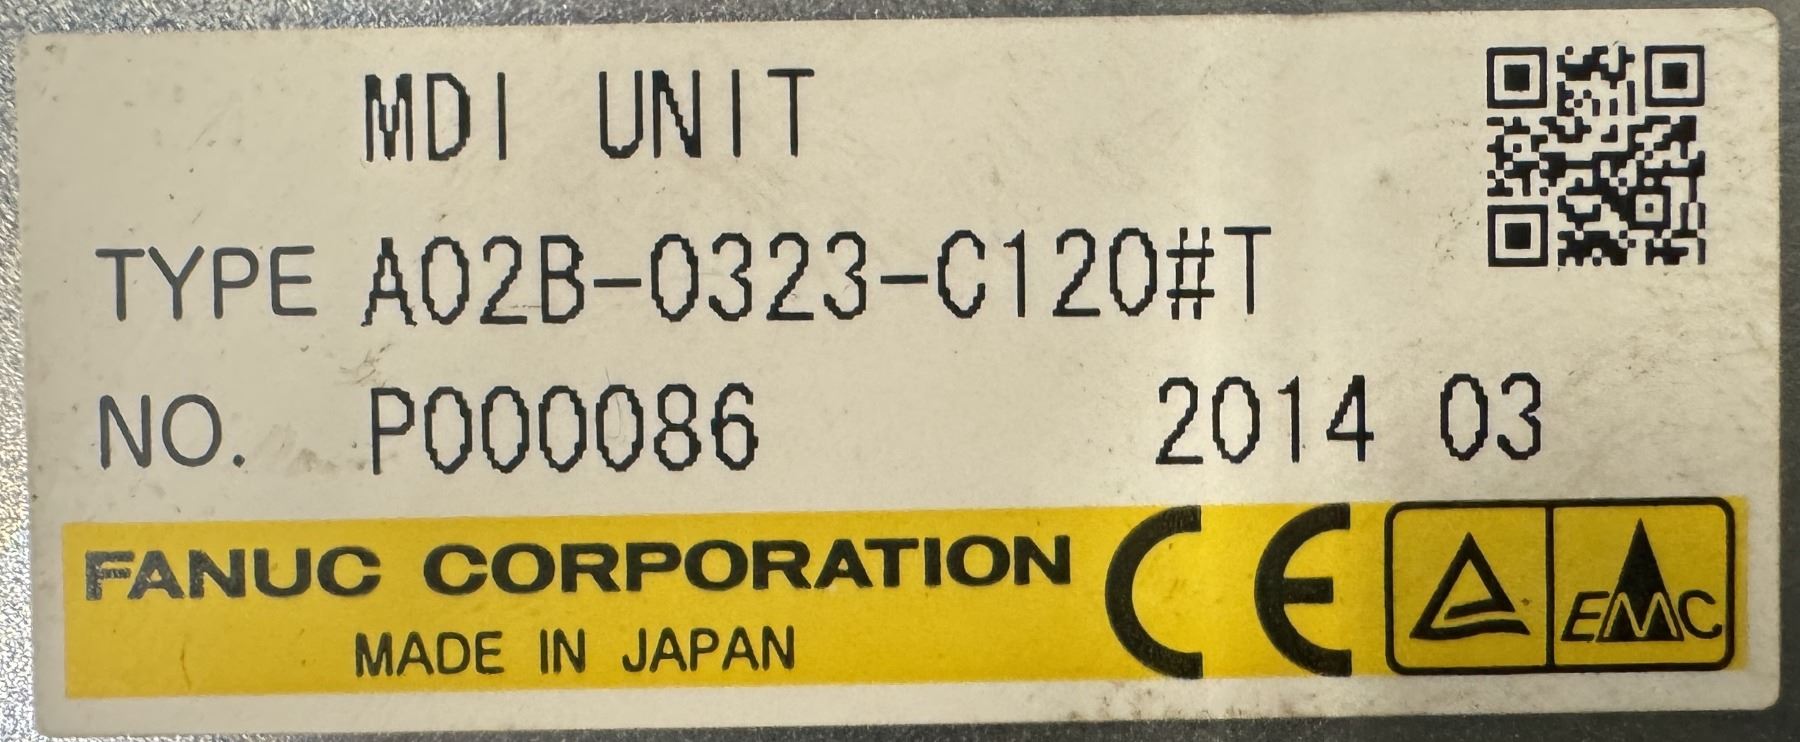 MDI UNIT
TYPE A02B-0323-C120#T
NO. P000086 2014 03
FANUC CORPORATION
MADE IN JAPAN
CE
EMC